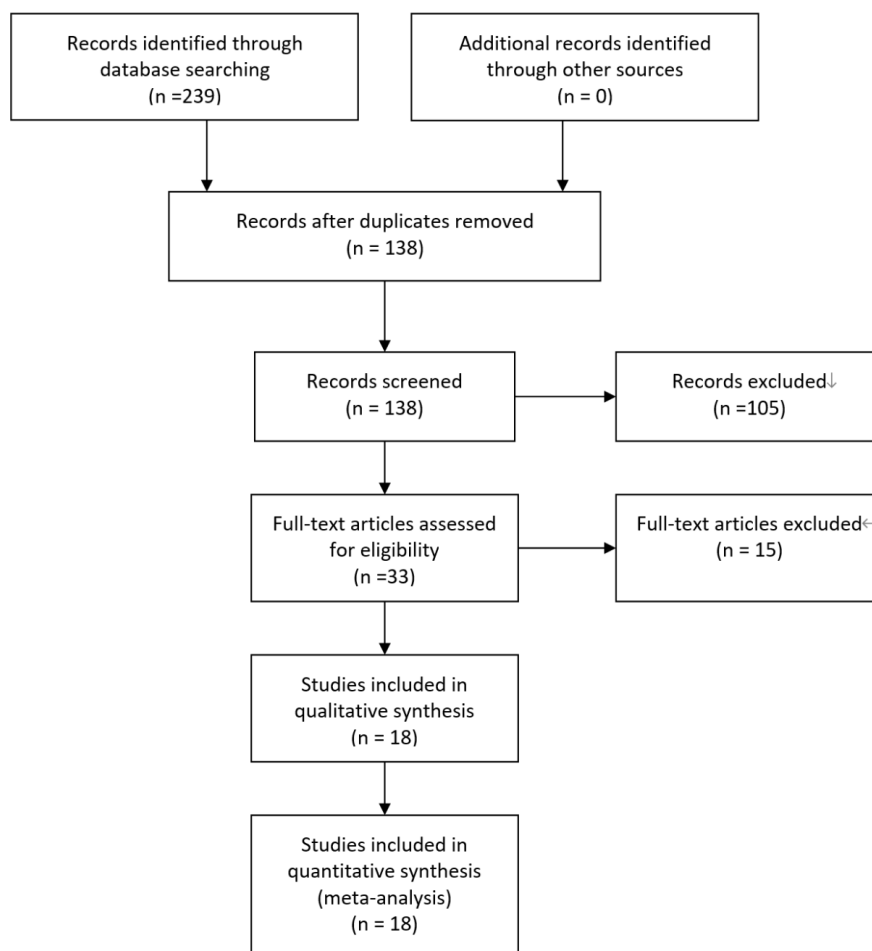 Records identified through
database searching
(n =239)
Additional records identified
through other sources
(n = 0)
Records after duplicates removed
(n = 138)
Records screened
(n = 138)
Records excluded↓
(n =105)
Full-text articles assessed
for eligibility
(n =33)
Full-text articles excluded←
(n = 15)
Studies included in
qualitative synthesis
(n = 18)
Studies included in
quantitative synthesis
(meta-analysis)
(n = 18)